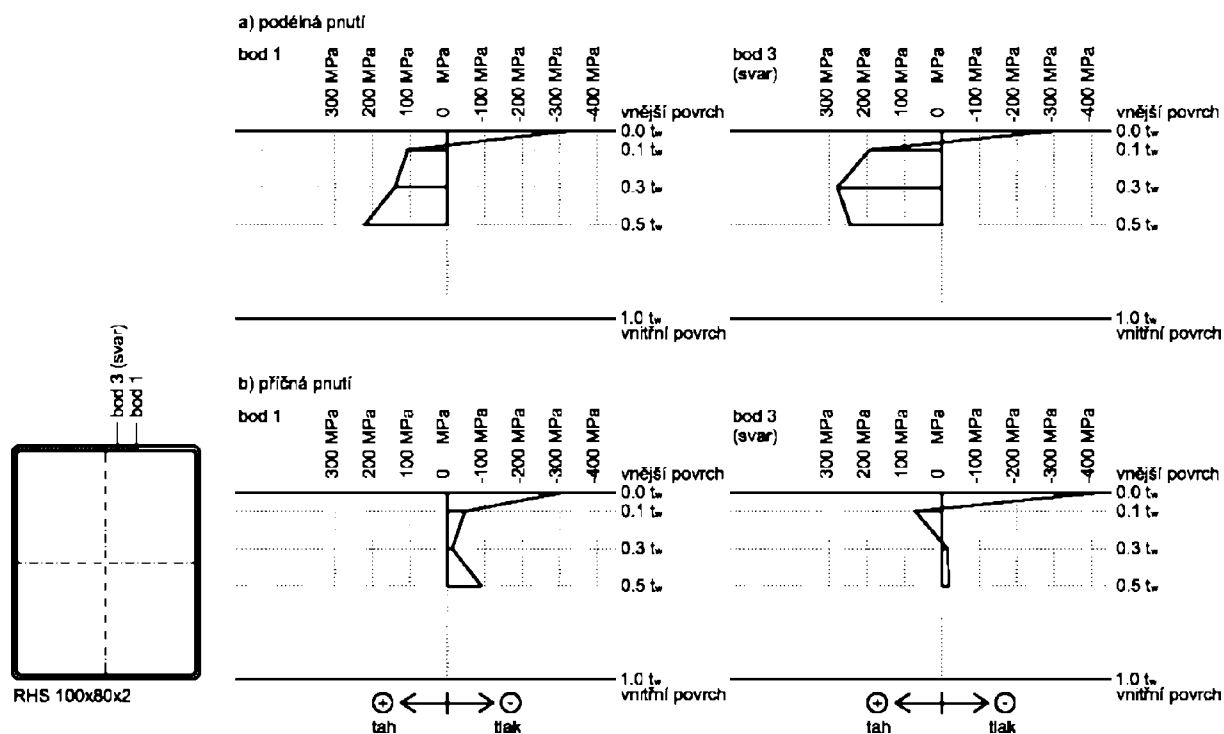 a) podélná pnutí
bod 1
300 MPa
200 MPa
100 MPa
0 MPa
-100 MPa
-200 MPa
-300 MPa
-400 MPa
vnější povrch
0.0 tw
0.1 tw
0.3 tw
0.5 tw
1.0 tw
vnitřní povrch
bod 3
(svar)
300 MPa
200 MPa
100 MPa
0 MPa
-100 MPa
-200 MPa
-300 MPa
-400 MPa
vnější povrch
0.0 tw
0.1 tw
0.3 tw
0.5 tw
1.0 tw
vnitřní povrch
bod 3 (svar)
bod 1
RHS 100x80x2
b) příčná pnutí
bod 1
300 MPa
200 MPa
100 MPa
0 MPa
-100 MPa
-200 MPa
-300 MPa
-400 MPa
vnější povrch
0.0 tw
0.1 tw
0.3 tw
0.5 tw
1.0 tw
vnitřní povrch
+ -
tah tlak
bod 3
(svar)
300 MPa
200 MPa
100 MPa
0 MPa
-100 MPa
-200 MPa
-300 MPa
-400 MPa
vnější povrch
0.0 tw
0.1 tw
0.3 tw
0.5 tw
1.0 tw
vnitřní povrch
+ -
tah tlak